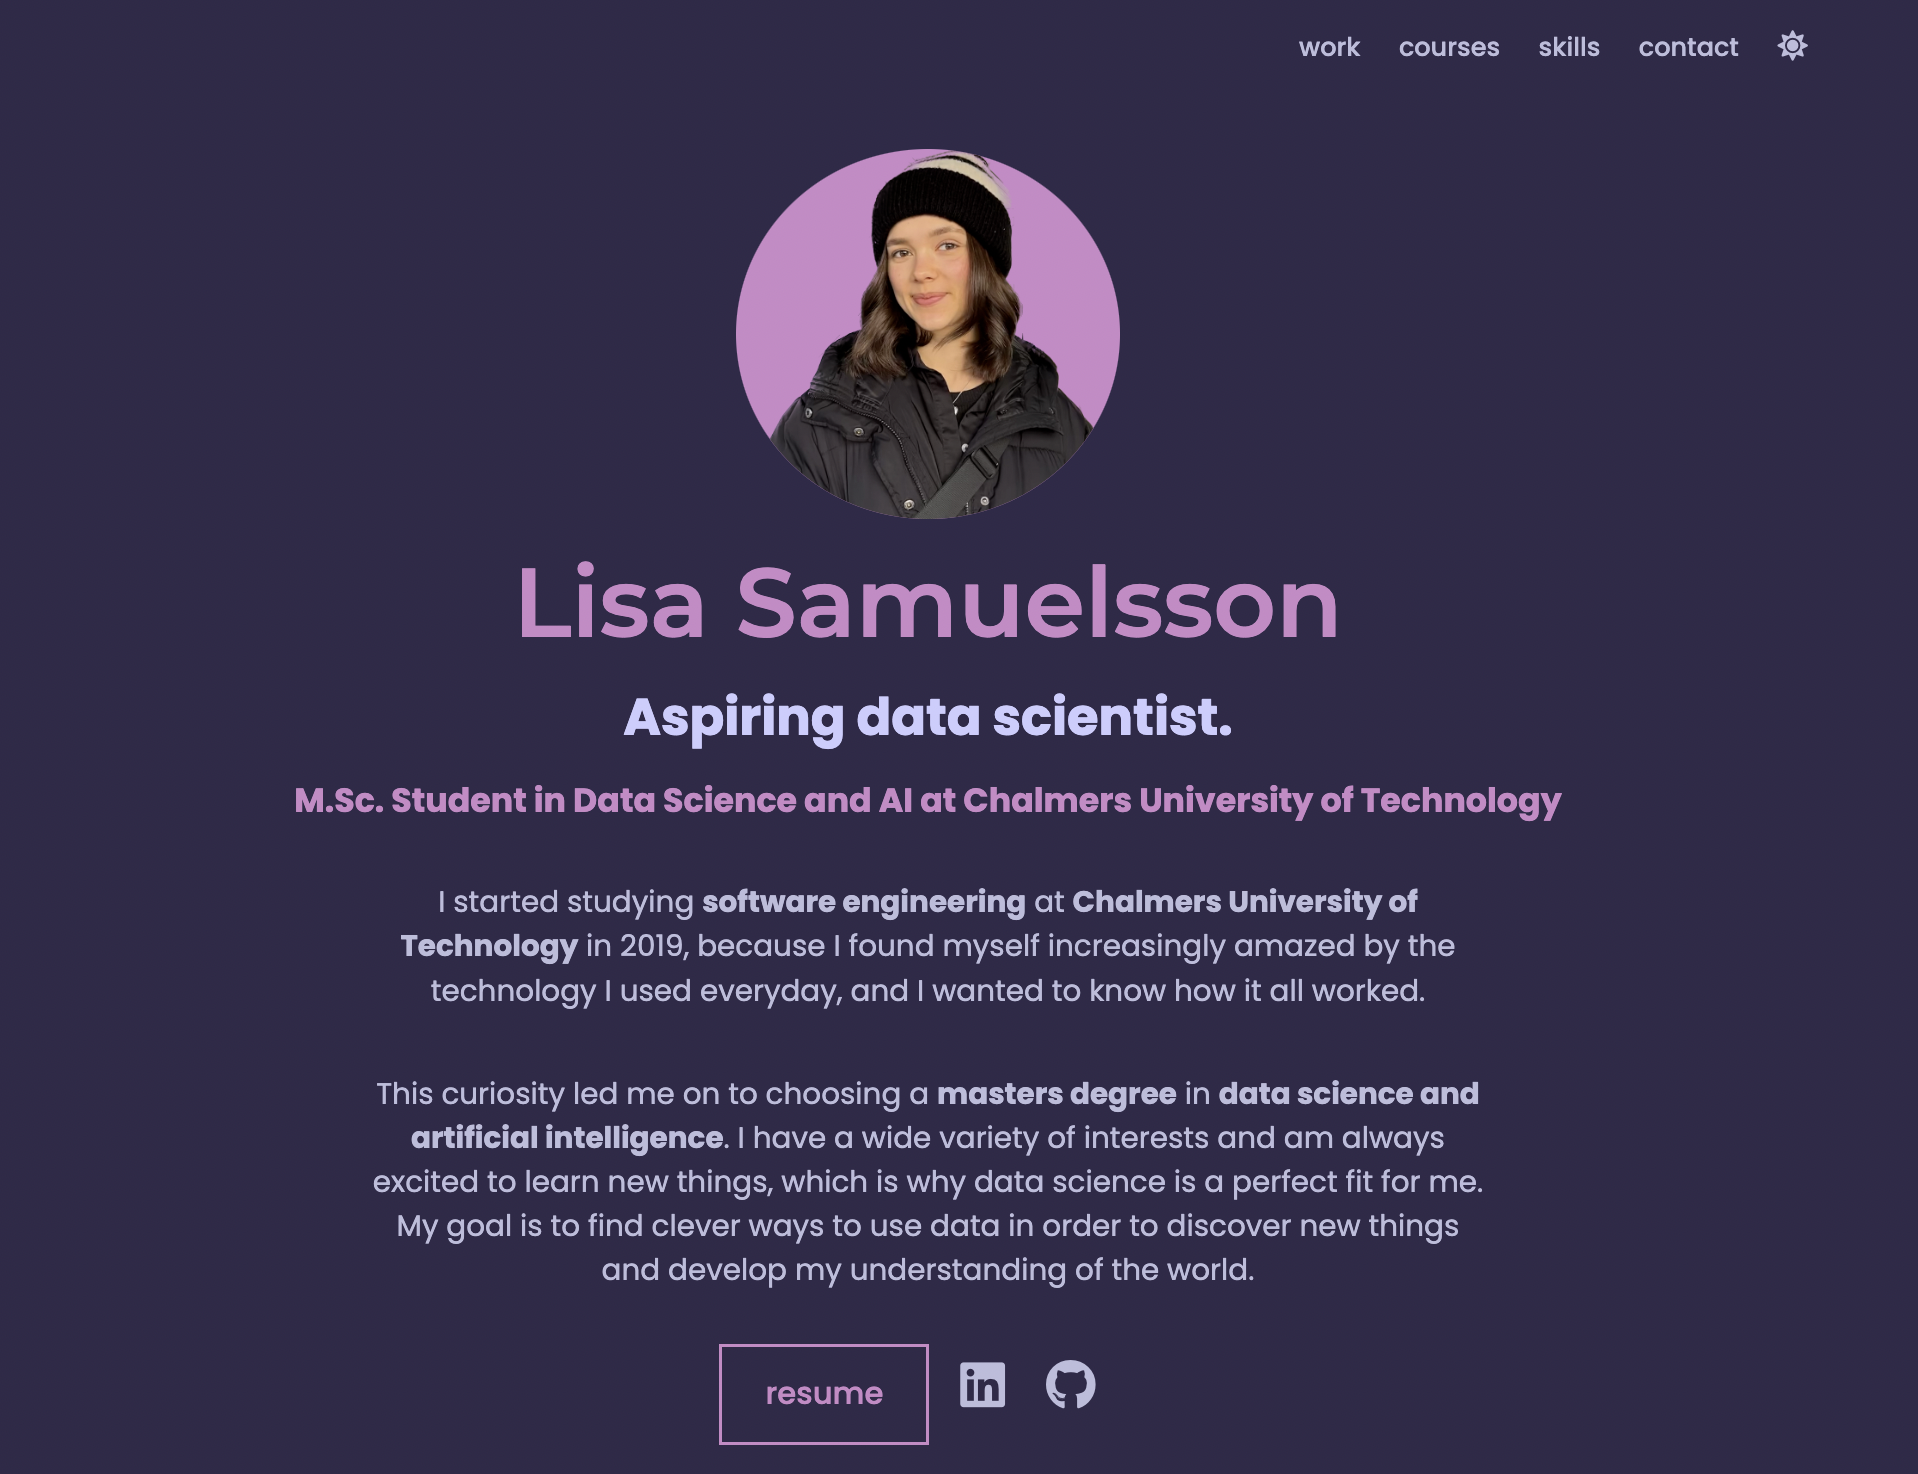 work courses skills contact
Lisa Samuelsson
Aspiring data scientist.
M.Sc. Student in Data Science and AI at Chalmers University of Technology
I started studying software engineering at Chalmers University of
Technology in 2019, because I found myself increasingly amazed by the
technology I used everyday, and I wanted to know how it all worked.
This curiosity led me on to choosing a masters degree in data science and
artificial intelligence. I have a wide variety of interests and am always
excited to learn new things, which is why data science is a perfect fit for me.
My goal is to find clever ways to use data in order to discover new things
and develop my understanding of the world.
resume in